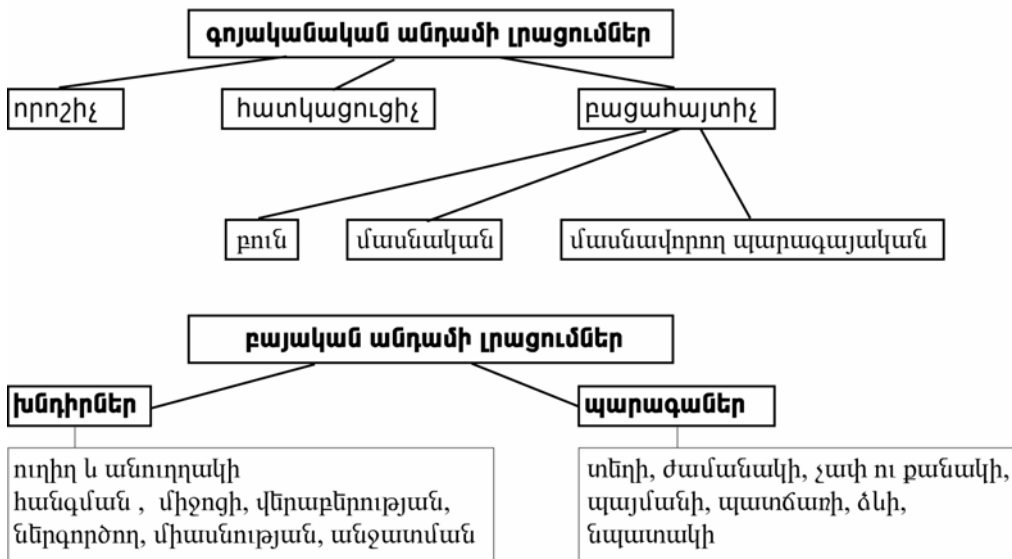 գոյականական անդամի լրացումներ
որոշիչ
հատկացուցիչ
բացահայտիչ
բուն
մասնական
մասնավորող պարագայական
բայական անդամի լրացումներ
խնդիրներ
պարագաներ
ուղիղ և անուղղակի
հանգման , միջոցի, վերաբերության,
ներգործող, միասնության, անջատման
տեղի, ժամանակի, չափ ու քանակի,
պայմանի, պատճառի, ձևի,
նպատակի